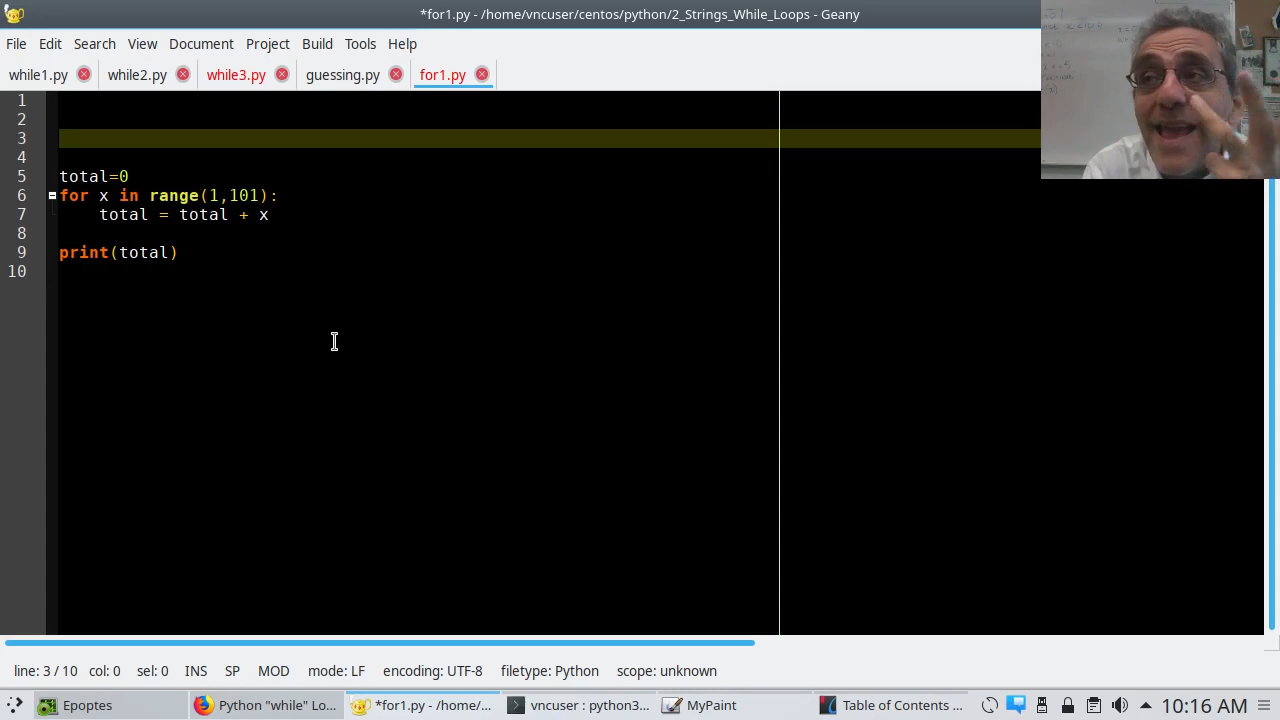 *for1.py - /home/vncuser/centos/python/2_Strings_While_Loops - Geany
File Edit Search View Document Project Build Tools Help
while1.py while2.py while3.py guessing.py for1.py
1
2
3
4
5 total=0
6 for x in range(1,101):
7 total = total + x
8
9 print(total)
10
line: 3 / 10 col: 0 sel: 0 INS SP MOD mode: LF encoding: UTF-8 filetype: Python scope: unknown
Epoptes Python "while" Lo... *for1.py - /home/... vncuser : python3... MyPaint Table of Contents ... 10:16 AM